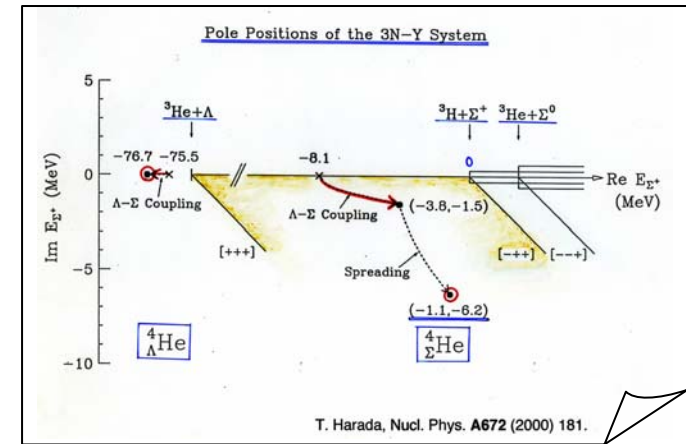 Pole Positions of the 3N-Y System
5
0
-5
-10
Im E_Σ+ (MeV)
³He+Λ
³H+Σ⁺
³He+Σ⁰
-76.7 -75.5
-8.1
0
Re E_Σ+
(MeV)
Λ-Σ Coupling
Λ-Σ Coupling
(-3.8,-1.5)
[+++]
[-++]
[--+]
Spreading
(-1.1,-6.2)
⁴_ΛHe
⁴_ΣHe
T. Harada, Nucl. Phys. A672 (2000) 181.